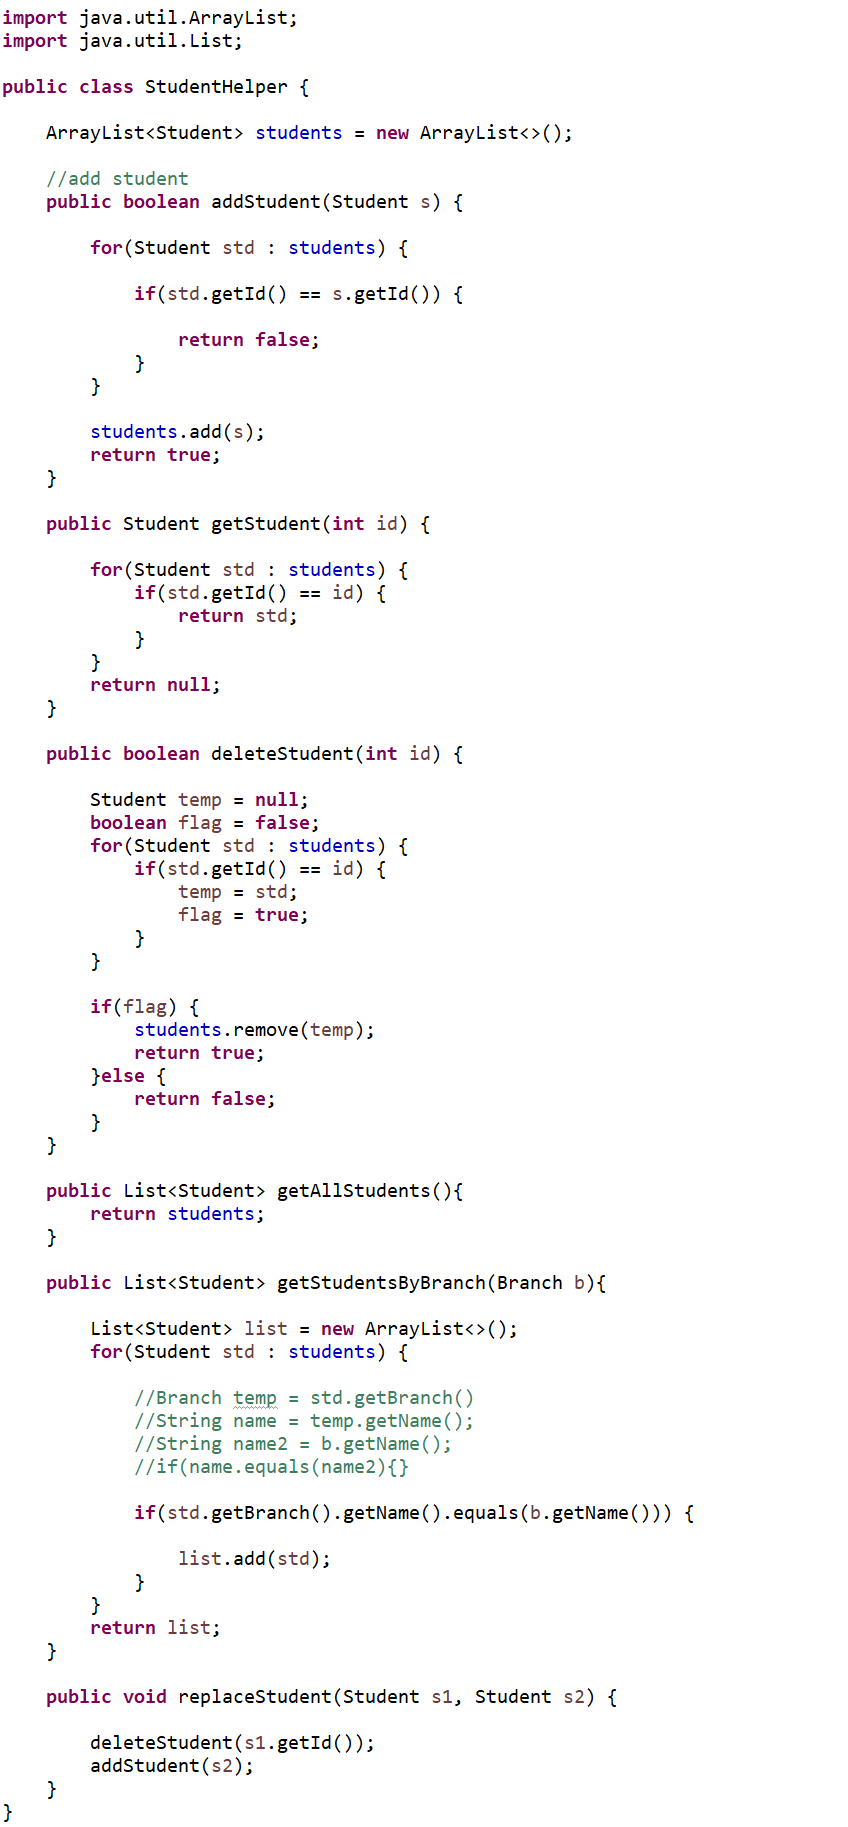 import java.util.ArrayList;
import java.util.List;

public class StudentHelper {

    ArrayList<Student> students = new ArrayList<>();

    //add student
    public boolean addStudent(Student s) {

        for(Student std : students) {

            if(std.getId() == s.getId()) {

                return false;
            }
        }

        students.add(s);
        return true;
    }

    public Student getStudent(int id) {

        for(Student std : students) {
            if(std.getId() == id) {
                return std;
            }
        }
        return null;
    }

    public boolean deleteStudent(int id) {

        Student temp = null;
        boolean flag = false;
        for(Student std : students) {
            if(std.getId() == id) {
                temp = std;
                flag = true;
            }
        }

        if(flag) {
            students.remove(temp);
            return true;
        }else {
            return false;
        }
    }

    public List<Student> getAllStudents(){
        return students;
    }

    public List<Student> getStudentsByBranch(Branch b){

        List<Student> list = new ArrayList<>();
        for(Student std : students) {

            //Branch temp = std.getBranch()
            //String name = temp.getName();
            //String name2 = b.getName();
            //if(name.equals(name2){}

            if(std.getBranch().getName().equals(b.getName())) {

                list.add(std);
            }
        }
        return list;
    }

    public void replaceStudent(Student s1, Student s2) {

        deleteStudent(s1.getId());
        addStudent(s2);
    }
}